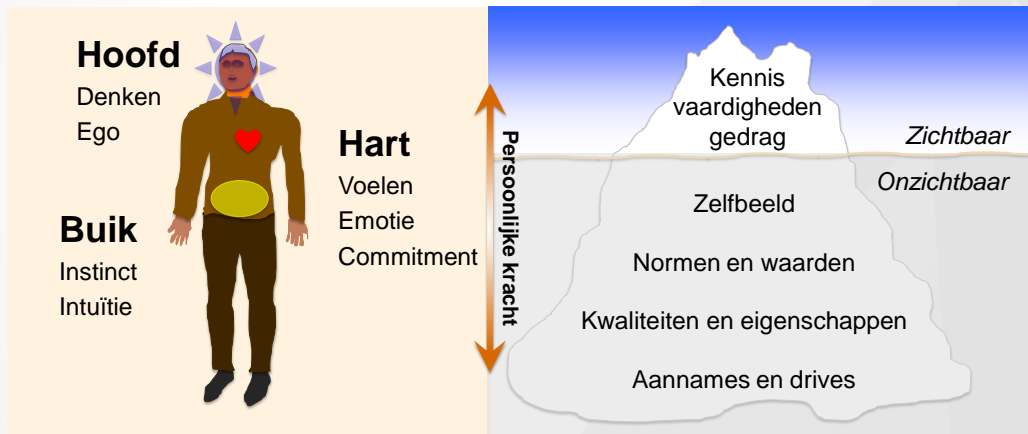 Hoofd
Denken
Ego
Hart
Voelen
Emotie
Commitment
Buik
Instinct
Intuïtie
Persoonlijke kracht
Kennis
vaardigheden
gedrag
Zichtbaar
Onzichtbaar
Zelfbeeld
Normen en waarden
Kwaliteiten en eigenschappen
Aannames en drives